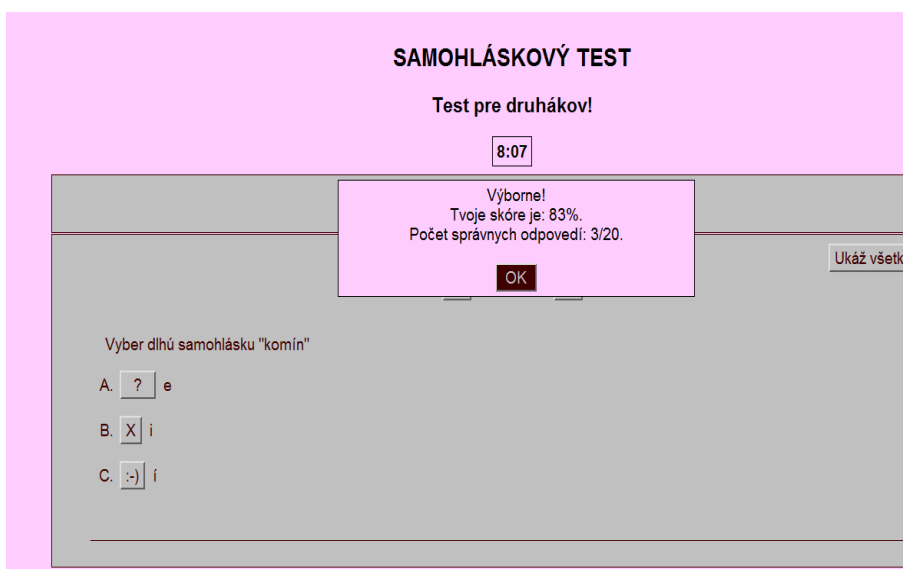 SAMOHLÁSKOVÝ TEST
Test pre druhákov!
8:07
Výborne!
Tvoje skóre je: 83%.
Počet správnych odpovedí: 3/20.
OK
Ukáž všetk
Vyber dlhú samohlásku "komín"
A. ? e
B. X i
C. :-) í